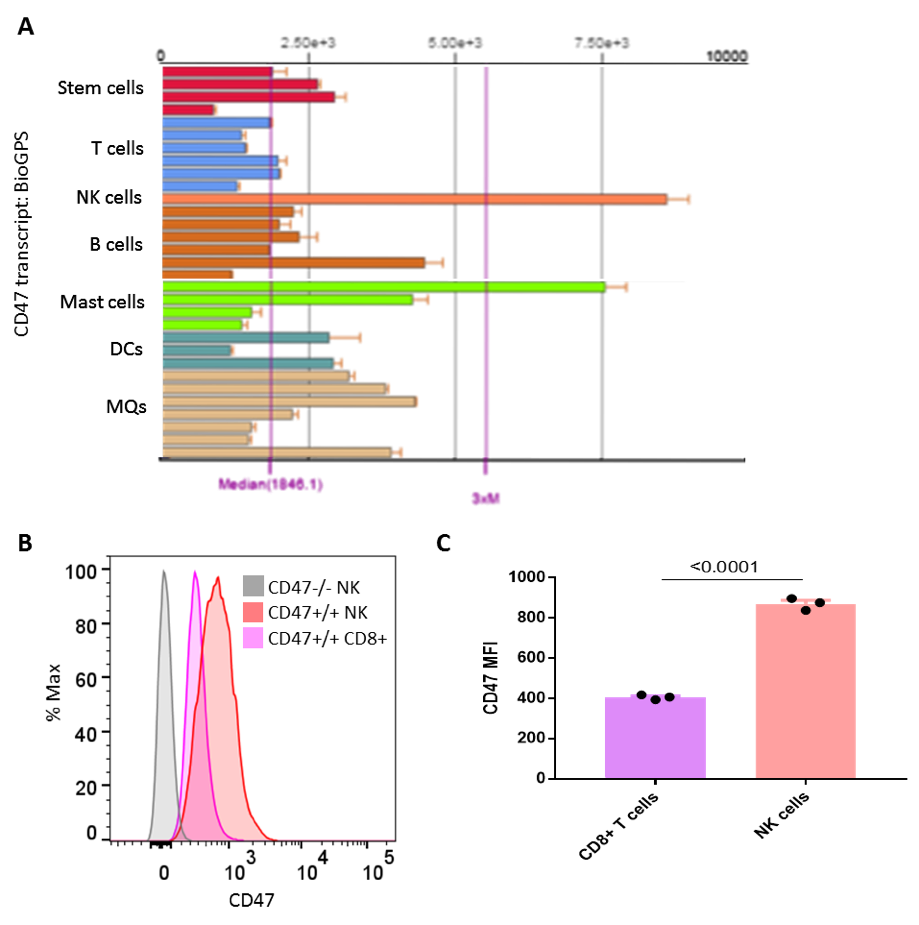 A
0 2.50e+3 5.00e+3 7.50e+3 10000
CD47 transcript: BioGPS
Stem cells
T cells
NK cells
B cells
Mast cells
DCs
MQs
Median(1846.1)
3xM
B
% Max
100
80
60
40
20
0
CD47-/- NK
CD47+/+ NK
CD47+/+ CD8+
0 10^3 10^4 10^5
CD47
C
<0.0001
CD47 MFI
1000
800
600
400
200
0
CD8+ T cells
NK cells